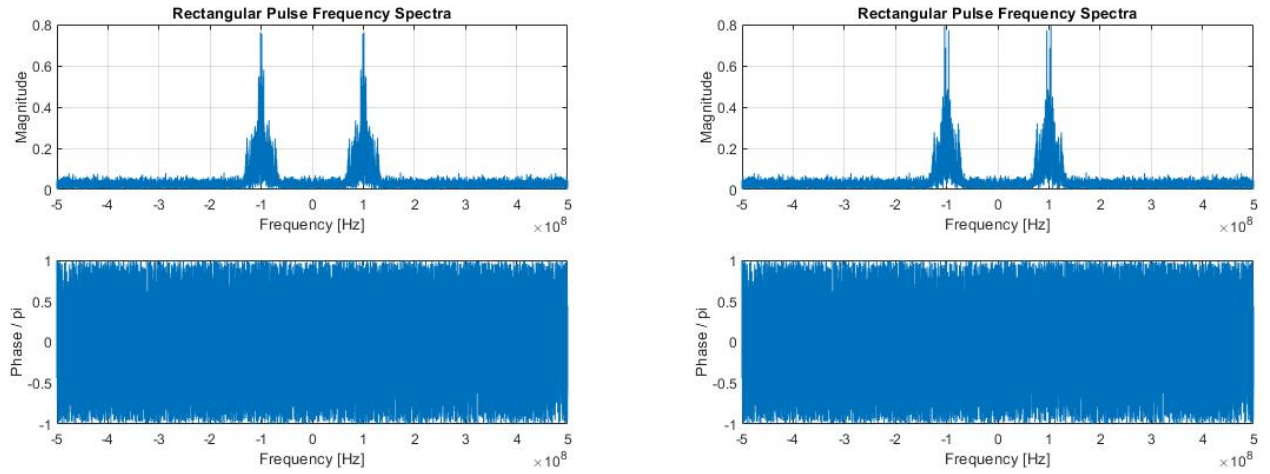 Rectangular Pulse Frequency Spectra
Magnitude
0.8
0.6
0.4
0.2
0
-5 -4 -3 -2 -1 0 1 2 3 4 5
Frequency [Hz]
×10^8
Phase / pi
1
0.5
0
-0.5
-1
-5 -4 -3 -2 -1 0 1 2 3 4 5
Frequency [Hz]
×10^8
Rectangular Pulse Frequency Spectra
Magnitude
0.8
0.6
0.4
0.2
0
-5 -4 -3 -2 -1 0 1 2 3 4 5
Frequency [Hz]
×10^8
Phase / pi
1
0.5
0
-0.5
-1
-5 -4 -3 -2 -1 0 1 2 3 4 5
Frequency [Hz]
×10^8